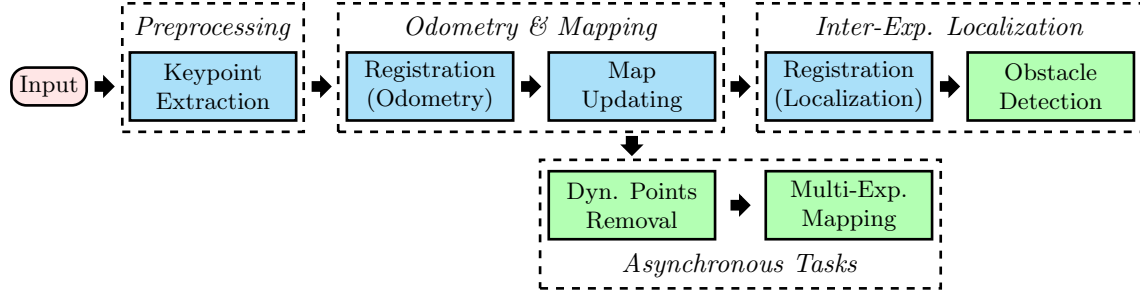 Preprocessing
Odometry & Mapping
Inter-Exp. Localization
Input
Keypoint
Extraction
Registration
(Odometry)
Map
Updating
Registration
(Localization)
Obstacle
Detection
Dyn. Points
Removal
Multi-Exp.
Mapping
Asynchronous Tasks